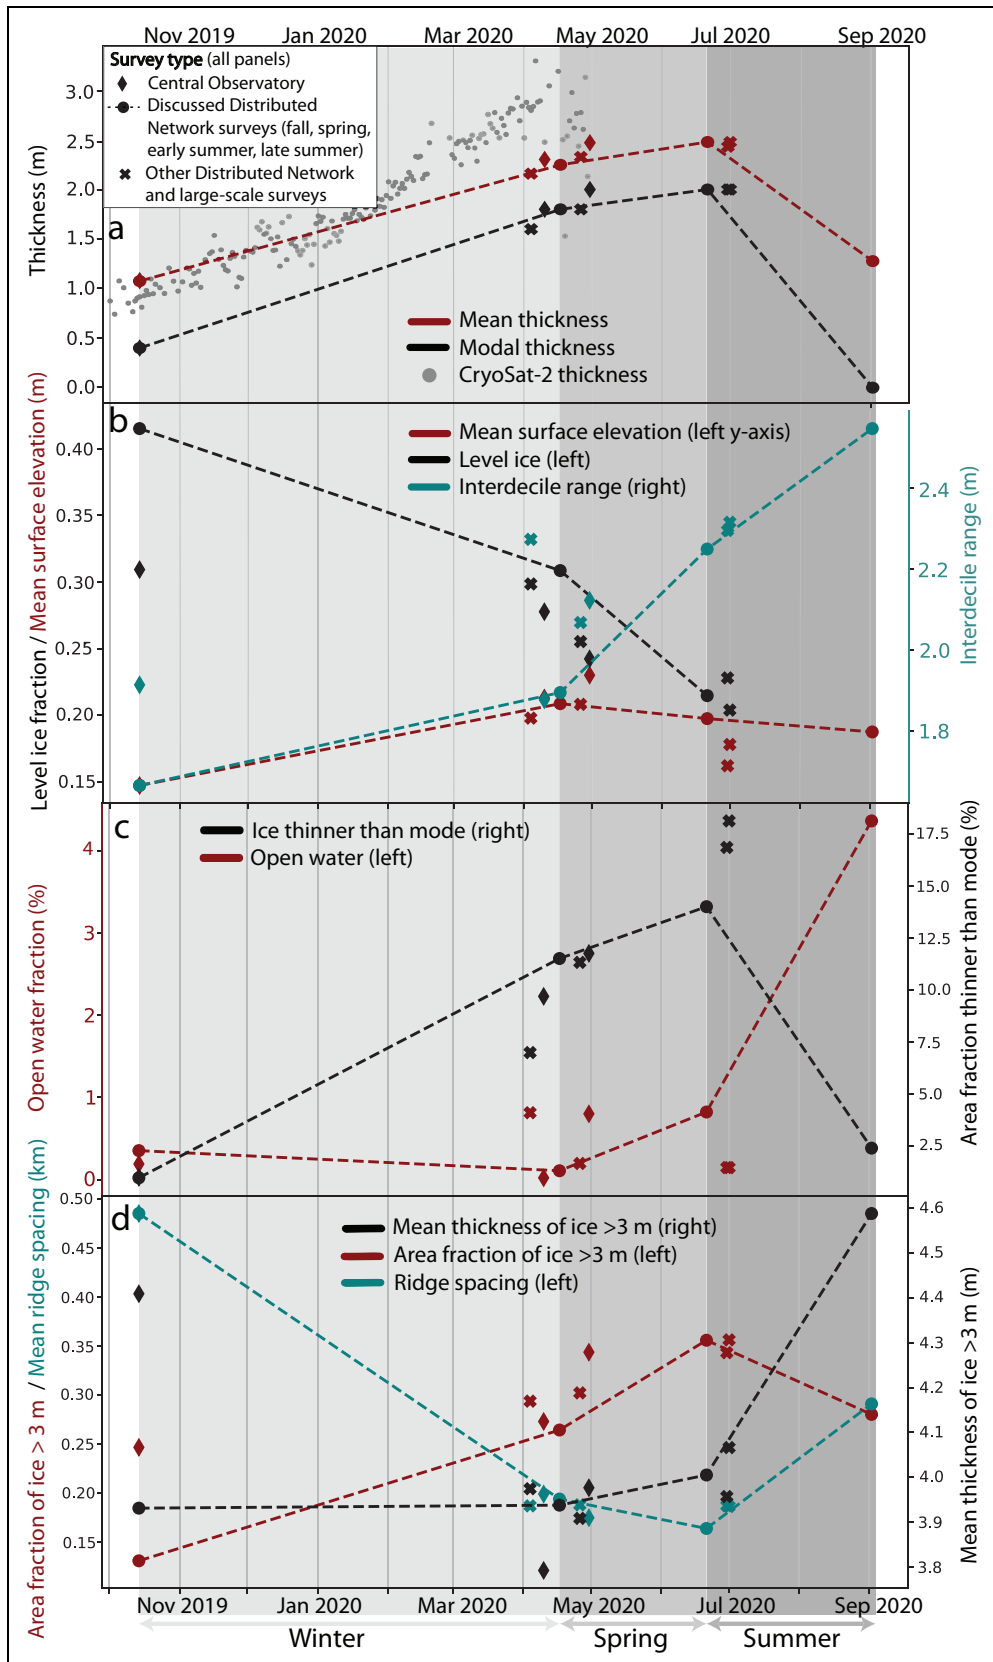 Nov 2019 Jan 2020 Mar 2020 May 2020 Jul 2020 Sep 2020
Survey type (all panels)
Central Observatory
Discussed Distributed
Network surveys (fall, spring,
early summer, late summer)
Other Distributed Network
and large-scale surveys
a
Thickness (m)
3.0
2.5
2.0
1.5
1.0
0.5
0.0
Mean thickness
Modal thickness
CryoSat-2 thickness
b
Level ice fraction / Mean surface elevation (m)
0.40
0.35
0.30
0.25
0.20
0.15
Mean surface elevation (left y-axis)
Level ice (left)
Interdecile range (right)
2.4
2.2
2.0
1.8
Interdecile range (m)
c
Open water fraction (%)
4
3
2
1
0
Ice thinner than mode (right)
Open water (left)
17.5
15.0
12.5
10.0
7.5
5.0
2.5
Area fraction thinner than mode (%)
d
Area fraction of ice > 3 m / Mean ridge spacing (km)
0.50
0.45
0.40
0.35
0.30
0.25
0.20
0.15
Mean thickness of ice >3 m (right)
Area fraction of ice >3 m (left)
Ridge spacing (left)
4.6
4.5
4.4
4.3
4.2
4.1
4.0
3.9
3.8
Mean thickness of ice >3 m (m)
Nov 2019 Jan 2020 Mar 2020 May 2020 Jul 2020 Sep 2020
Winter Spring Summer